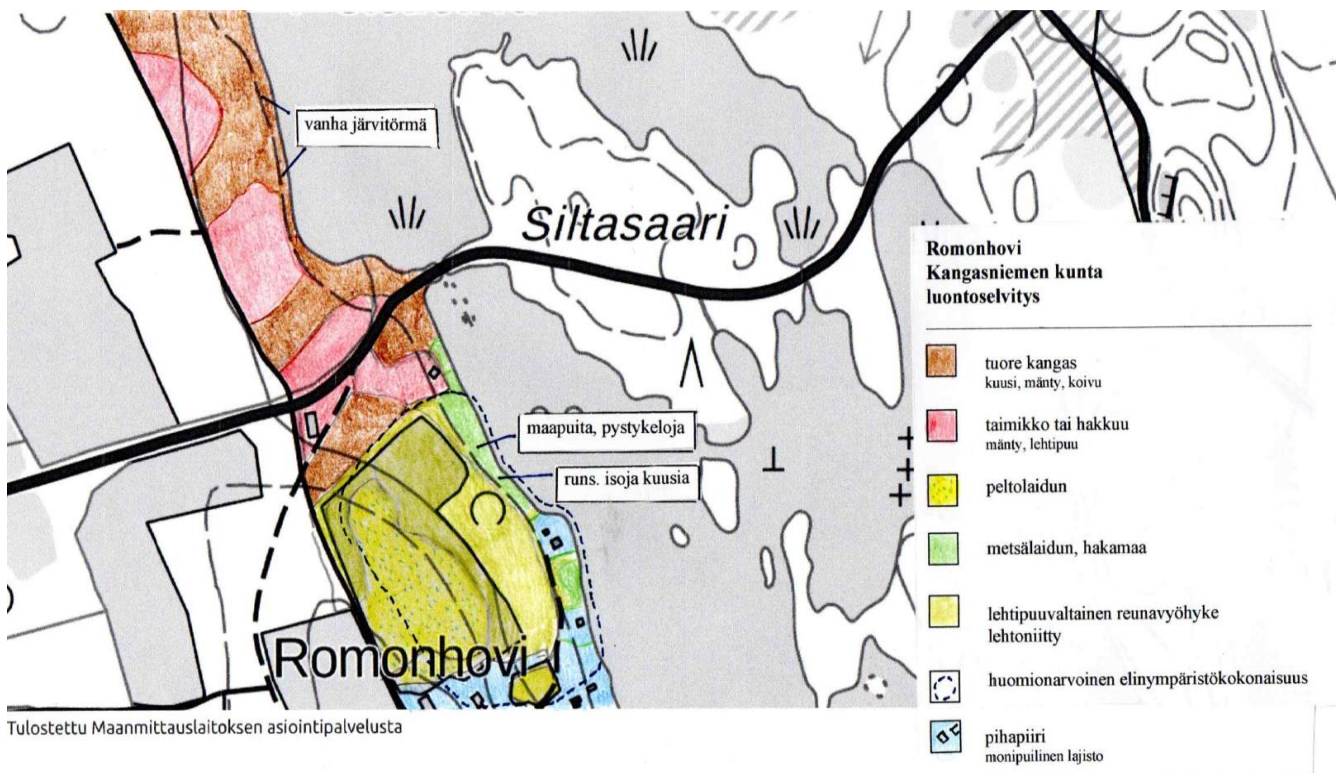 vanha järvitörmä
Siltasaari
maapuita, pystykeloja
runs. isoja kuusia
Romonhovi
Tulostettu Maanmittauslaitoksen asiointipalvelusta
Romonhovi
Kangasniemen kunta
luontoselvitys
tuore kangas
kuusi, mänty, koivu
taimikko tai hakkuu
mänty, lehtipuu
peltolaidun
metsälaidun, hakamaa
lehtipuuvaltainen reunavyöhyke
lehtoniitty
huomionarvoinen elinympäristökokonaisuus
pihapiiri
monipuilinen lajisto